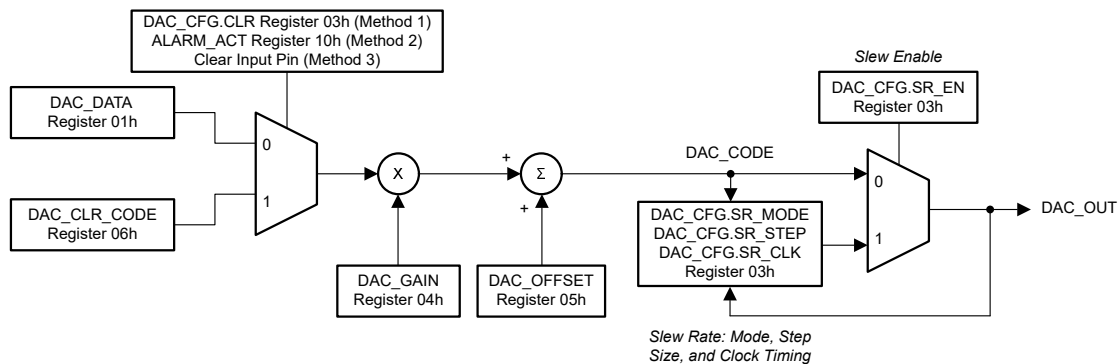 DAC_CFG.CLR Register 03h (Method 1)
ALARM_ACT Register 10h (Method 2)
Clear Input Pin (Method 3)
Slew Enable
DAC_CFG.SR_EN
Register 03h
DAC_DATA
Register 01h
0
1
DAC_CLR_CODE
Register 06h
X
+
Σ
+
DAC_CODE
DAC_GAIN
Register 04h
DAC_OFFSET
Register 05h
DAC_CFG.SR_MODE
DAC_CFG.SR_STEP
DAC_CFG.SR_CLK
Register 03h
0
1
DAC_OUT
Slew Rate: Mode, Step
Size, and Clock Timing